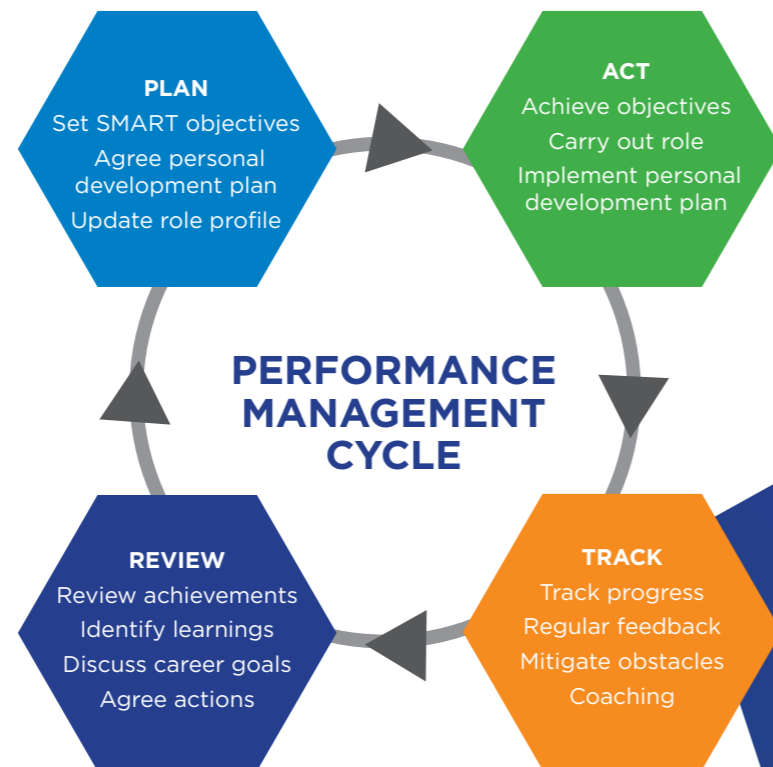 PLAN
Set SMART objectives
Agree personal
development plan
Update role profile
ACT
Achieve objectives
Carry out role
Implement personal
development plan
PERFORMANCE
MANAGEMENT
CYCLE
REVIEW
Review achievements
Identify learnings
Discuss career goals
Agree actions
TRACK
Track progress
Regular feedback
Mitigate obstacles
Coaching